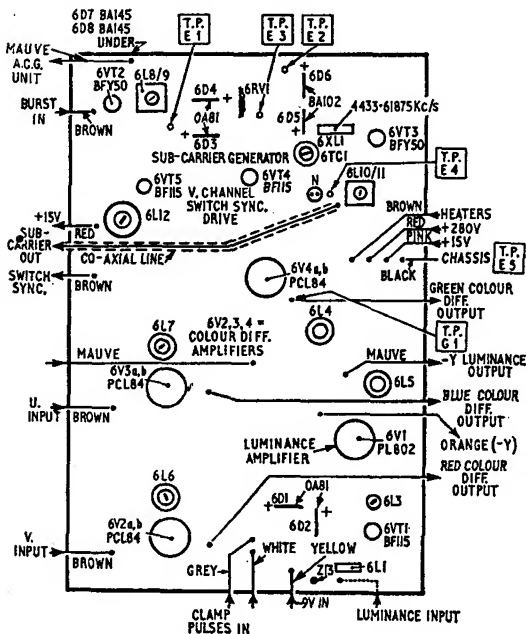 6D7 BA145
6D8 BA145
UNDER
T.P.
E1
T.P.
E3
T.P.
E2
MAUVE
A.C.G.
UNIT
6VT2
BFY50
6L8/9
6D4
6RV1
6D6
BURST
IN
BROWN
OA81
6D3
6D5
BA102
4433·61875Kc/s
6XL1
6TC1
6VT3
BFY50
SUB-CARRIER GENERATOR
6VT5
BF115
6VT4
BF115
V. CHANNEL
SWITCH SYNC.
DRIVE
N
6L10/11
T.P.
E4
6L12
+15V
RED
SUB-
CARRIER
OUT
CO-AXIAL LINE
SWITCH
SYNC.
BROWN
BROWN
HEATERS
RED
+280V
PINK
+15V
BLACK
CHASSIS
T.P.
E5
6V4a,b
PCL84
GREEN COLOUR
DIFF.
OUTPUT
T.P.
G1
6L7
6V2,3,4 =
COLOUR DIFF.
AMPLIFIERS
6L4
MAUVE
6V3a,b
PCL84
MAUVE
-Y LUMINANCE
OUTPUT
6L5
U.
INPUT
BROWN
BLUE COLOUR
DIFF.
OUTPUT
ORANGE(-Y)
LUMINANCE
AMPLIFIER
6V1
PL802
RED COLOUR
DIFF.
OUTPUT
6L6
6V2a,b
PCL84
OA81
6D1
6D2
6L3
6VT1
BF115
V.
INPUT
BROWN
GREY
WHITE
YELLOW
Z13
6L1
9V IN
CLAMP
PULSES IN
LUMINANCE INPUT